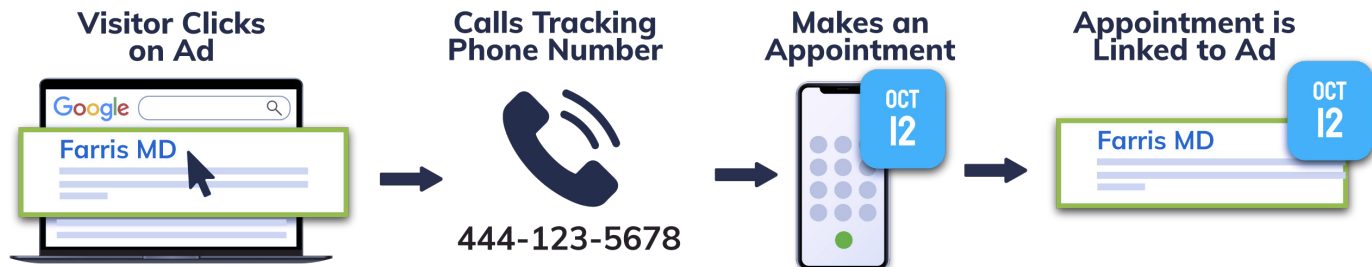 Visitor Clicks
on Ad
Google
Farris MD
Calls Tracking
Phone Number
444-123-5678
Makes an
Appointment
OCT
12
Appointment is
Linked to Ad
OCT
12
Farris MD